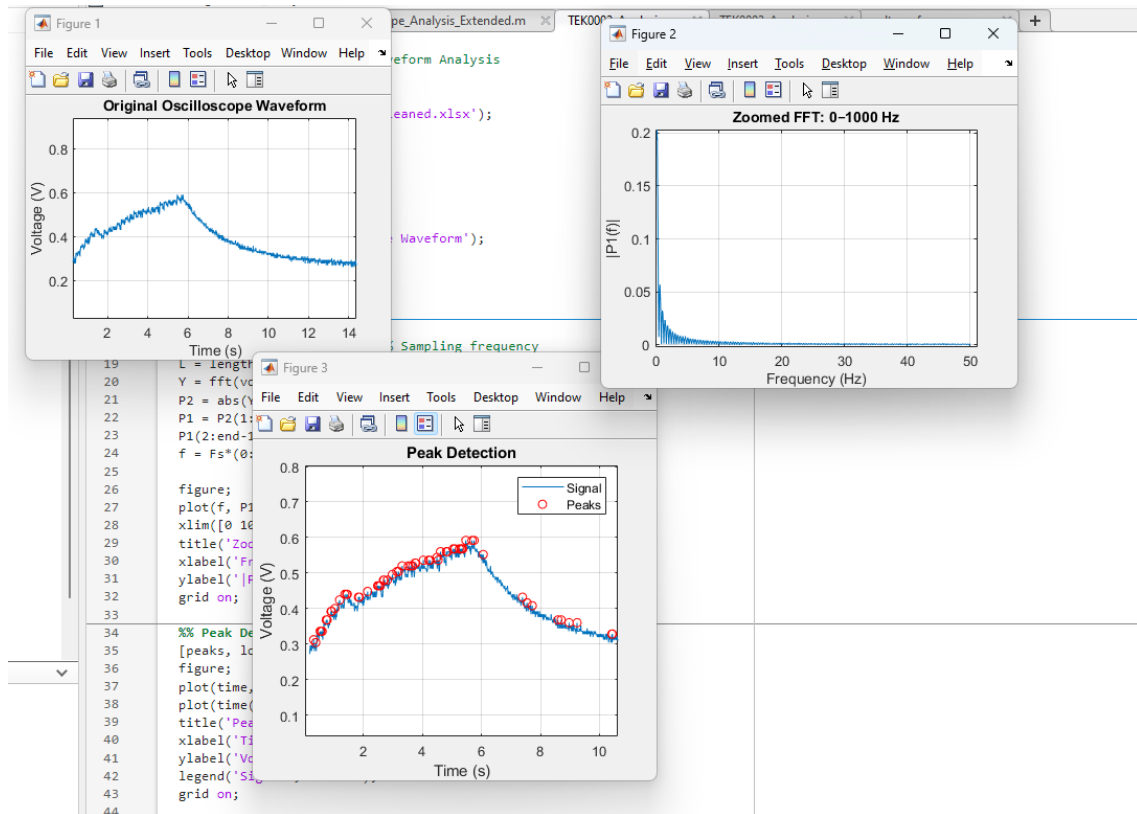 Figure 1
File Edit View Insert Tools Desktop Window Help
Original Oscilloscope Waveform
Voltage (V)
0.8
0.6
0.4
0.2
2 4 6 8 10 12 14
Time (s)
pe_Analysis_Extended.m
eform Analysis
leaned.xlsx');
Waveform');
Sampling frequency
Figure 2
File Edit View Insert Tools Desktop Window Help
Zoomed FFT: 0–1000 Hz
|P1(f)|
0.2
0.15
0.1
0.05
0
0 10 20 30 40 50
Frequency (Hz)
Figure 3
File Edit View Insert Tools Desktop Window Help
Peak Detection
Signal
Peaks
Voltage (V)
0.8
0.7
0.6
0.5
0.4
0.3
0.2
0.1
2 4 6 8 10
Time (s)
19 L = length
20 Y = fft(vo
21 P2 = abs(Y
22 P1 = P2(1:
23 P1(2:end-1
24 f = Fs*(0:
25
26 figure;
27 plot(f, P1
28 xlim([0 10
29 title('Zoo
30 xlabel('Fr
31 ylabel('|P
32 grid on;
33
34 %% Peak De
35 [peaks, lo
36 figure;
37 plot(time,
38 plot(time(
39 title('Pea
40 xlabel('Ti
41 ylabel('Vo
42 legend('Sig
43 grid on;
44